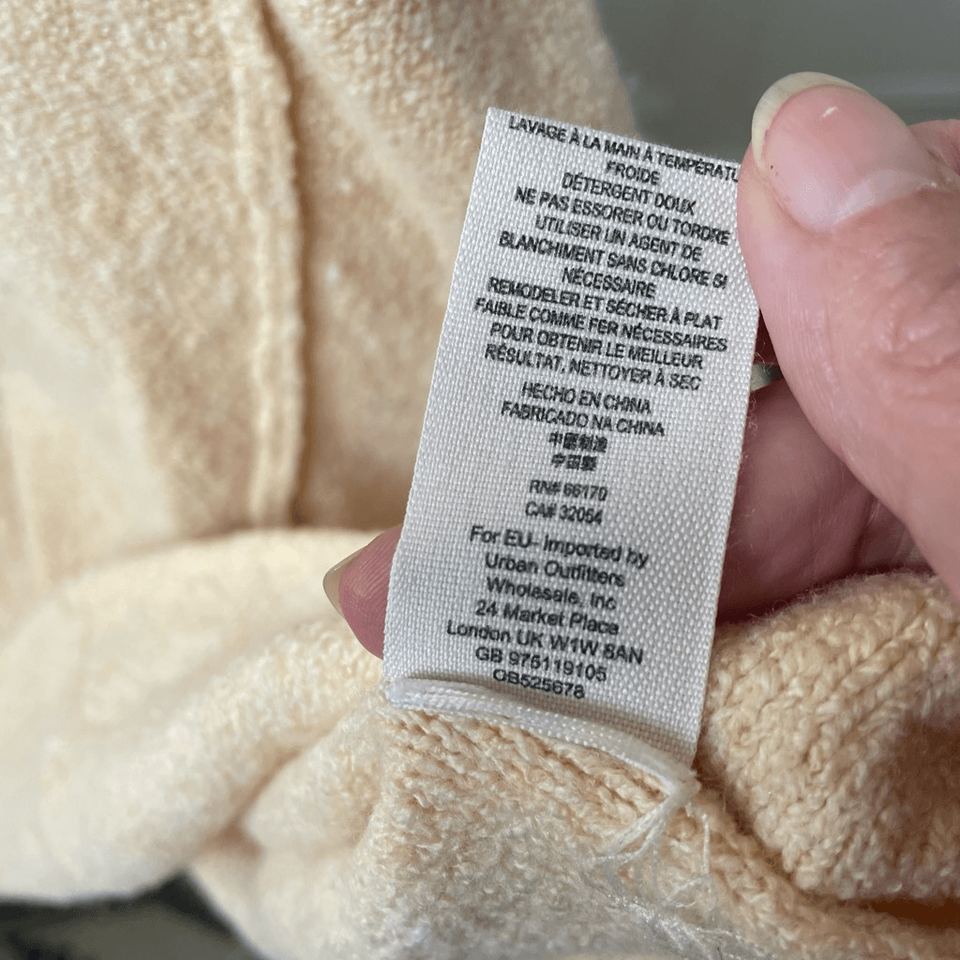 LAVAGE À LA MAIN À TEMPÉRATU
FROIDE
DÉTERGENT DOUX
NE PAS ESSORER OU TORDRE
UTILISER UN AGENT DE
BLANCHIMENT SANS CHLORE SI
NÉCESSAIRE
REMODELER ET SÉCHER À PLAT
FAIBLE COMME FER NÉCESSAIRES
POUR OBTENIR LE MEILLEUR
RÉSULTAT, NETTOYER À SEC
HECHO EN CHINA
FABRICADO NA CHINA
中國製造
中国製
RN# 66170
CA# 32054
For EU- Imported by
Urban Outfitters
Wholesale, Inc
24 Market Place
London UK W1W 8AN
GB 975119105
OB525678